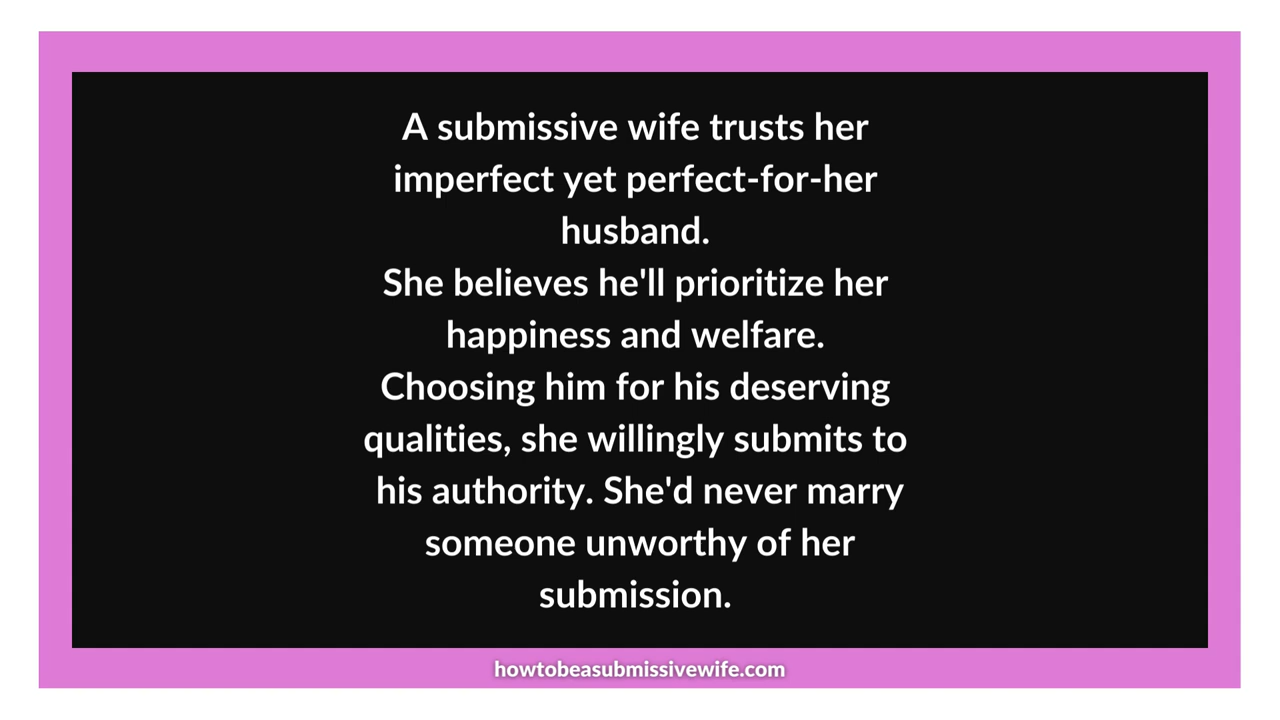 A submissive wife trusts her
imperfect yet perfect-for-her
husband.
She believes he'll prioritize her
happiness and welfare.
Choosing him for his deserving
qualities, she willingly submits to
his authority. She'd never marry
someone unworthy of her
submission.
howtobeasubmissivewife.com